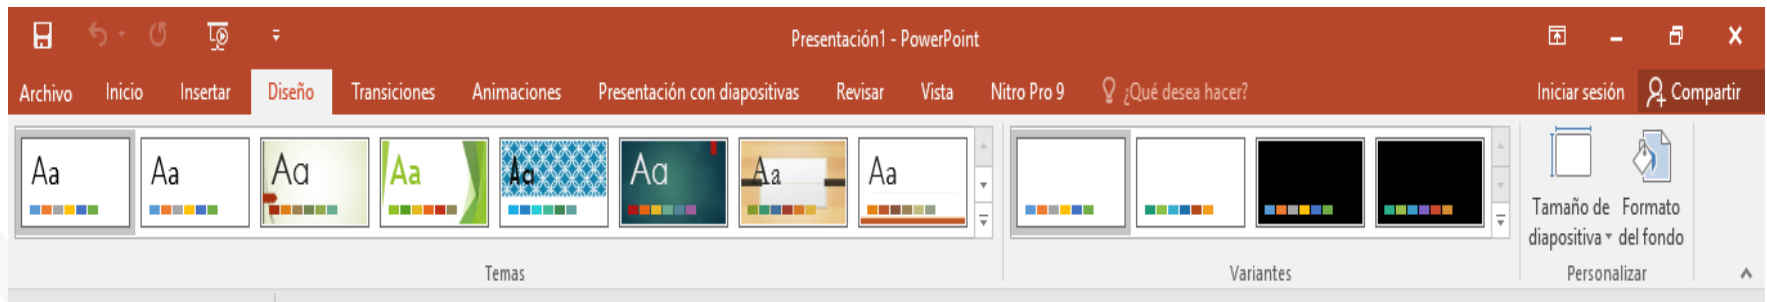 Presentación1 - PowerPoint
Archivo Inicio Insertar Diseño Transiciones Animaciones Presentación con diapositivas Revisar Vista Nitro Pro 9 ¿Qué desea hacer? Iniciar sesión Compartir
Aa Aa Aa Aa Aa Aa Aa Aa
Tamaño de diapositiva
Formato del fondo
Temas Variantes Personalizar